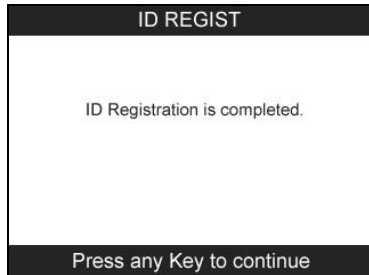 ID REGIST
ID Registration is completed.
Press any Key to continue